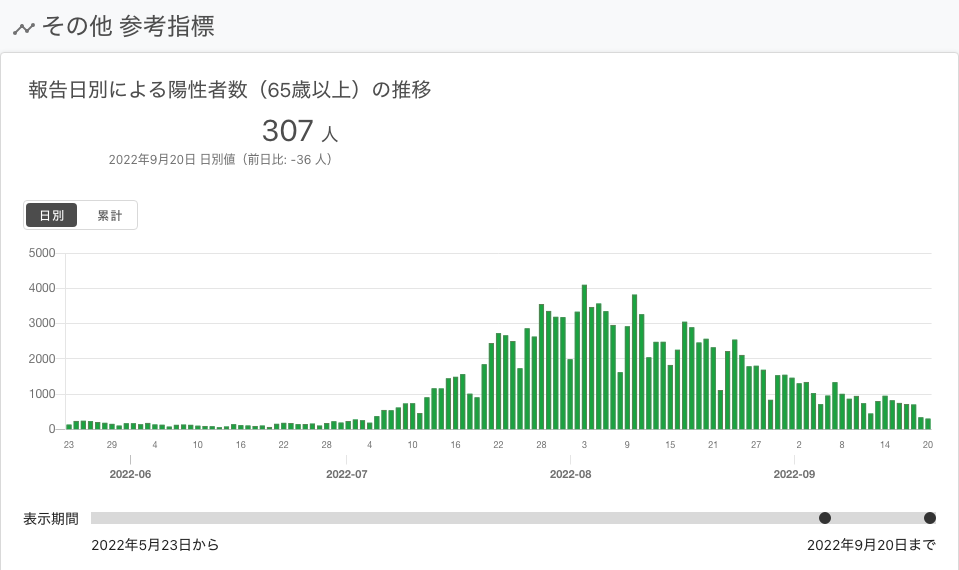 その他 参考指標
報告日別による陽性者数（65歳以上）の推移
307 人
2022年9月20日 日別値（前日比: -36 人）
日別 累計
5000
4000
3000
2000
1000
0
23 29 4 10 16 22 28 4 10 16 22 28 3 9 15 21 27 2 8 14 20
2022-06 2022-07 2022-08 2022-09
表示期間
2022年5月23日から 2022年9月20日まで